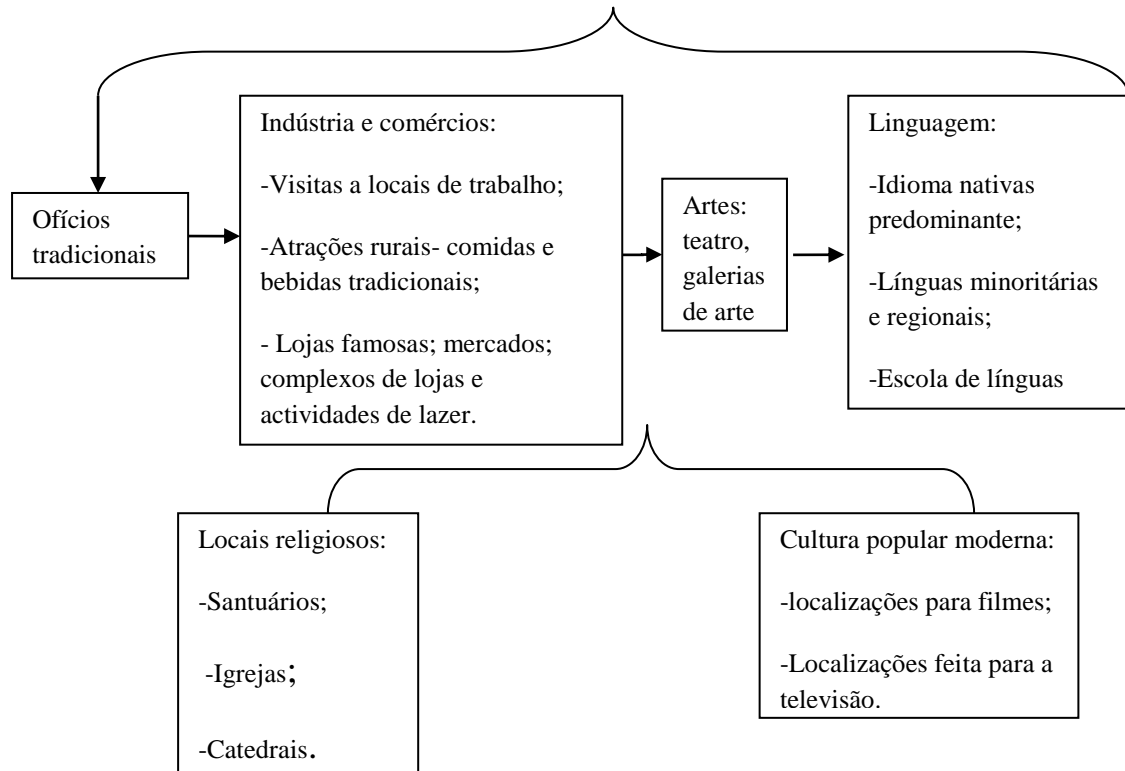 Ofícios
tradicionais
Indústria e comércios:
-Visitas a locais de trabalho;
-Atrações rurais- comidas e
bebidas tradicionais;
- Lojas famosas; mercados;
complexos de lojas e
actividades de lazer.
Artes:
teatro,
galerias
de arte
Linguagem:
-Idioma nativas
predominante;
-Línguas minoritárias
e regionais;
-Escola de línguas
Locais religiosos:
-Santuários;
-Igrejas;
-Catedrais.
Cultura popular moderna:
-localizações para filmes;
-Localizações feita para a
televisão.